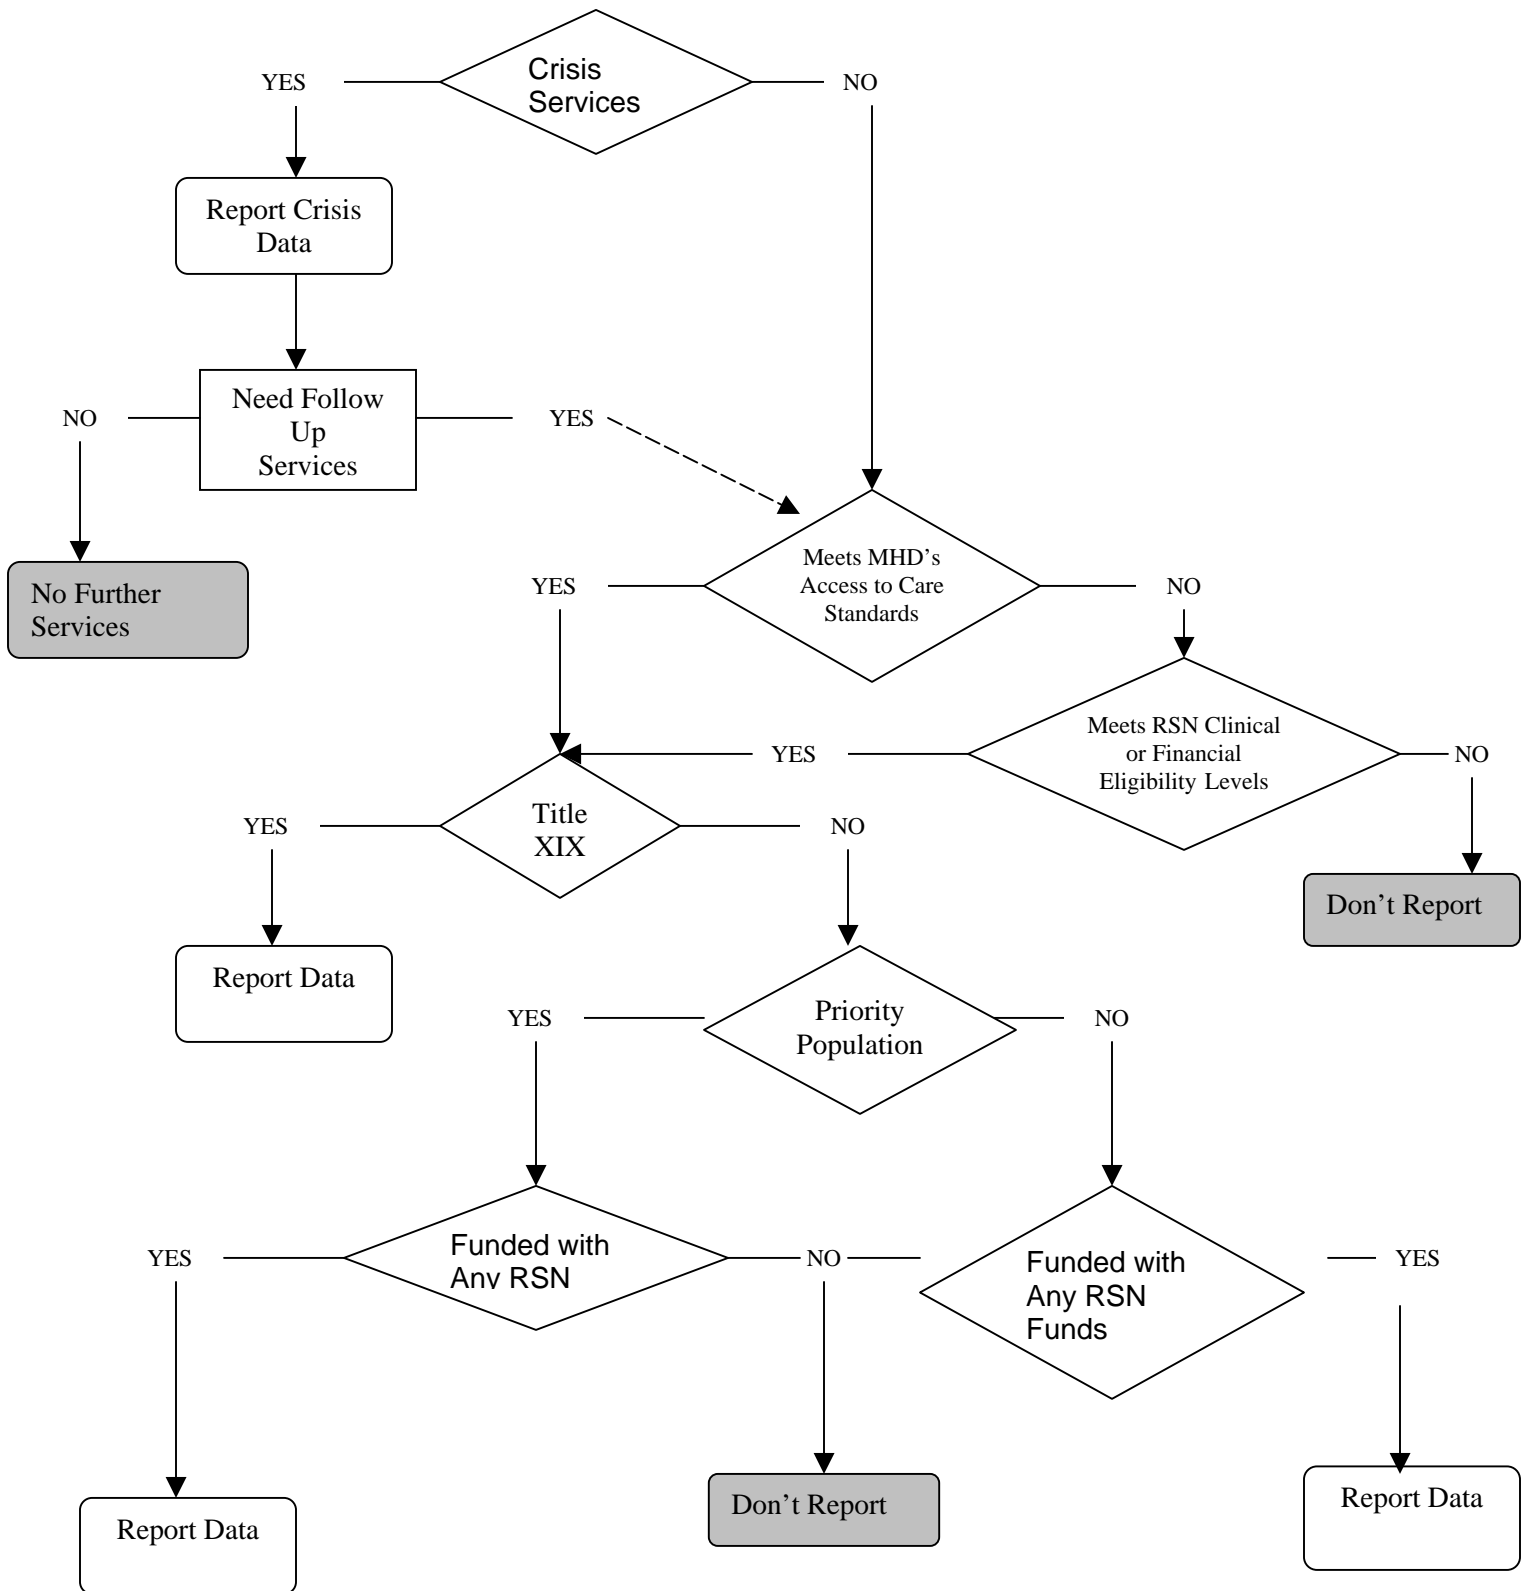 YES
Crisis
Services
NO
Report Crisis
Data
NO
Need Follow
Up
Services
YES
No Further
Services
YES
Meets MHD’s
Access to Care
Standards
NO
YES
Meets RSN Clinical
or Financial
Eligibility Levels
NO
YES
Title
XIX
NO
Don’t Report
Report Data
YES
Priority
Population
NO
YES
Funded with
Any RSN
NO
Funded with
Any RSN
Funds
YES
Report Data
Don’t Report
Report Data